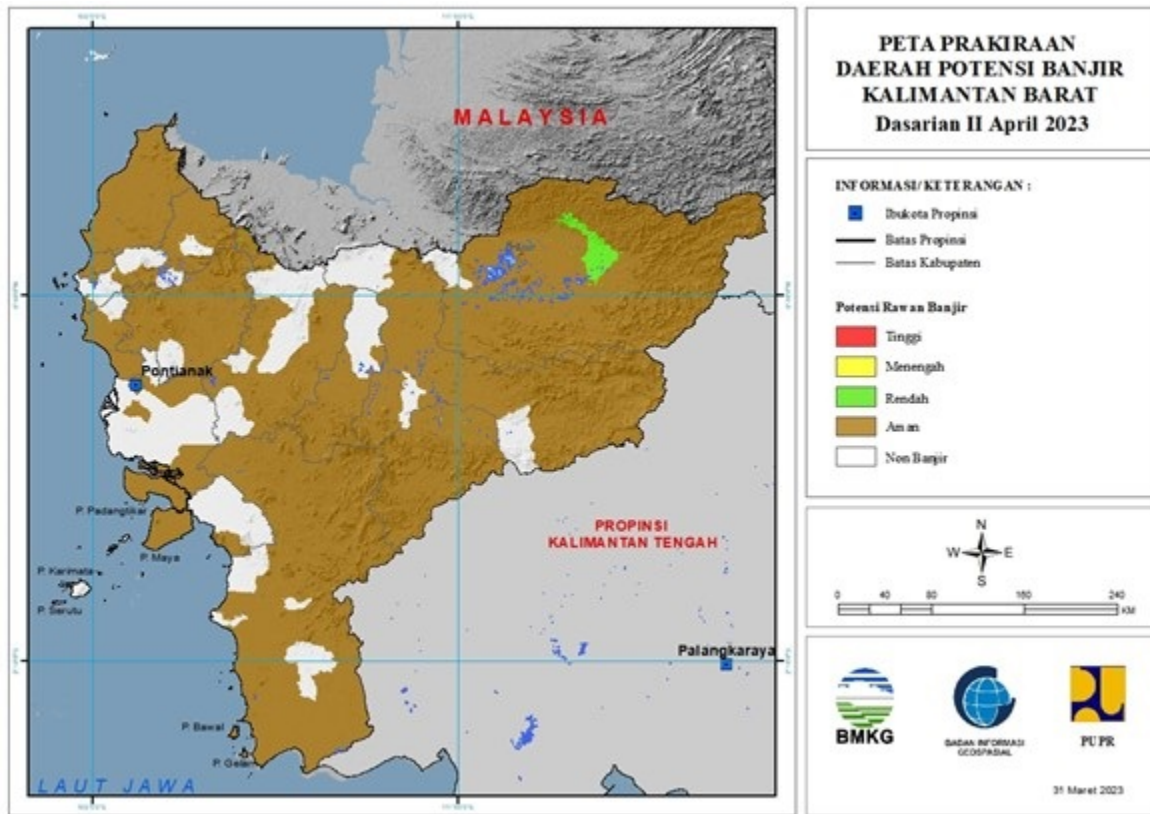 PETA PRAKIRAAN
DAERAH POTENSI BANJIR
KALIMANTAN BARAT
Dasarian II April 2023
INFORMASI/KETERANGAN :
Ibukota Propinsi
Batas Propinsi
Batas Kabupaten
Potensi Rawan Banjir
Tinggi
Menengah
Rendah
Aman
Non Banjir
N
W
E
S
0 40 80 160 240
KM
BMKG
BADAN INFORMASI
GEOSPASIAL
PUPR
31 Maret 2023
MALAYSIA
Pontianak
P. Padangtikar
P. Maya
P. Karimata
P. Serutu
PROPINSI
KALIMANTAN TENGAH
Palangkaraya
P. Bawal
P. Gelam
LAUT JAWA